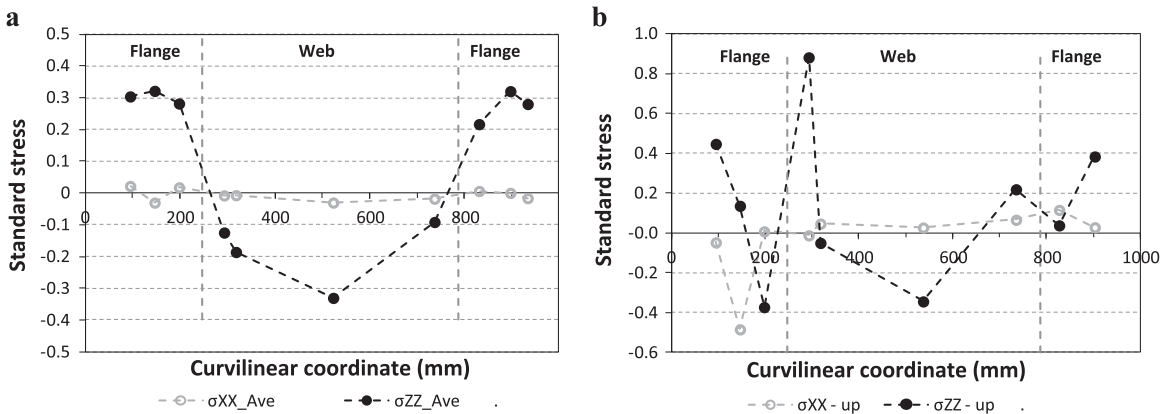 a
0.5
0.4
0.3
0.2
0.1
0
-0.1
-0.2
-0.3
-0.4
-0.5
Standard stress
Flange
Web
Flange
0 200 400 600 800
Curvilinear coordinate (mm)
σXX_Ave
σZZ_Ave
.
b
1.0
0.8
0.6
0.4
0.2
-0.0
-0.2
-0.4
-0.6
Standard stress
Flange
Web
Flange
0 200 400 600 800 1000
Curvilinear coordinate (mm)
σXX - up
σZZ - up
.